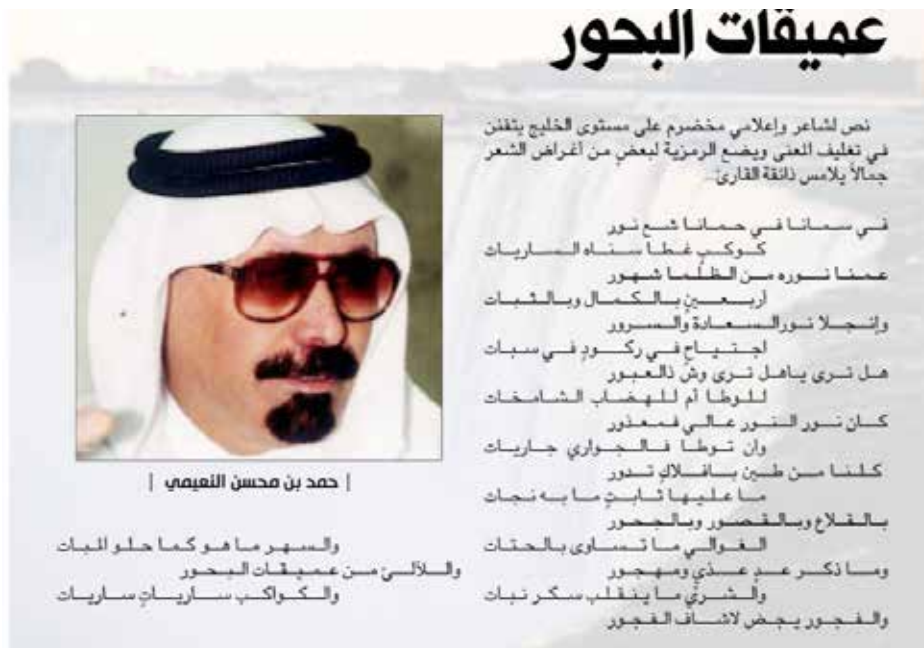 عميقات البحور
نص لشاعر وإعلامي مخضرم على مستوى الخليج يتفنن
في تغليف المعنى ويضع الرمزية لبعض من أغراض الشعر
جمالاً يلامس ذائقة القارئ..
في سمانا في حمانا شع نور
كوكبٍ غطا سناه الساريات
عمنا نوره من الظلما شهور
أربعينٍ بالكمال وبالثبات
وإنجلا نور السعادة والسرور
اجتياحٍ في ركودٍ في سبات
هل ترى ياهل ترى وش ذالعبور
للوطا أم للهضاب الشامخات
كان نور النور عالي فمعذور
وان توطا فالجواري جاريات
كلنا من طين بافلاكٍ تدور
ما عليها ثابتٍ ما به نجات
بالقلاع وبالقصور وبالجحور
الغوالي ما تساوى بالحتات
وما ذكر عدٍ عذيٍ ومهجور
والشري ما ينقلب سكر نبات
والفجور يجض لاشاف الفجور
| حمد بن محسن النعيمي |
والسهر ما هو كما حلو المبات
واللآلئ من عميقات البحور
والكواكب سارياتٍ ساريات